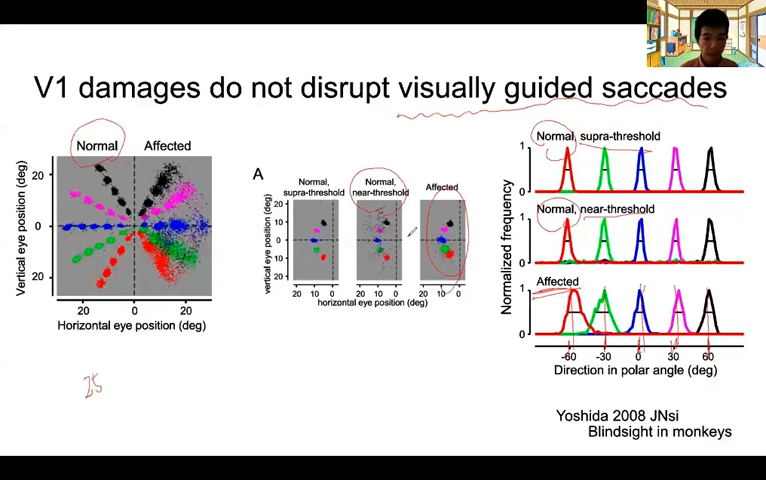 V1 damages do not disrupt visually guided saccades
Normal Affected
Vertical eye position (deg)
20
0
20
20 0 20
Horizontal eye position (deg)
25
A
Normal, supra-threshold
Normal, near-threshold
Affected
vertical eye position (deg)
20
10
0
10
20
20 10 0
20 10 0
20 10 0
horizontal eye position (deg)
Normal, supra-threshold
Normal, near-threshold
Affected
Normalized frequency
1
0
1
0
1
0
-60 -30 0 30 60
Direction in polar angle (deg)
Yoshida 2008 JNsi
Blindsight in monkeys